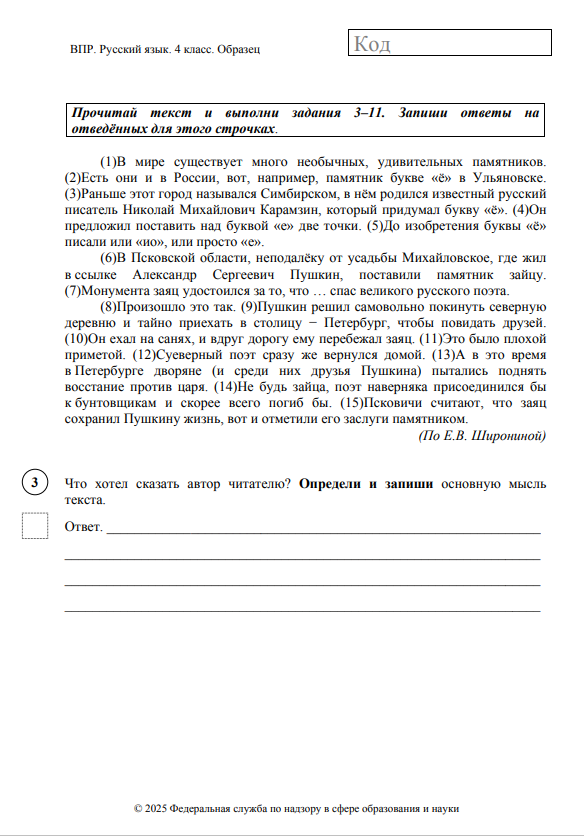 ВПР. Русский язык. 4 класс. Образец
Код
Прочитай текст и выполни задания 3–11. Запиши ответы на
отведённых для этого строчках.
(1)В мире существует много необычных, удивительных памятников.
(2)Есть они и в России, вот, например, памятник букве «ё» в Ульяновске.
(3)Раньше этот город назывался Симбирском, в нём родился известный русский
писатель Николай Михайлович Карамзин, который придумал букву «ё». (4)Он
предложил поставить над буквой «е» две точки. (5)До изобретения буквы «ё»
писали или «ио», или просто «е».
(6)В Псковской области, неподалёку от усадьбы Михайловское, где жил
в ссылке Александр Сергеевич Пушкин, поставили памятник зайцу.
(7)Монумента заяц удостоился за то, что … спас великого русского поэта.
(8)Произошло это так. (9)Пушкин решил самовольно покинуть северную
деревню и тайно приехать в столицу − Петербург, чтобы повидать друзей.
(10)Он ехал на санях, и вдруг дорогу ему перебежал заяц. (11)Это было плохой
приметой. (12)Суеверный поэт сразу же вернулся домой. (13)А в это время
в Петербурге дворяне (и среди них друзья Пушкина) пытались поднять
восстание против царя. (14)Не будь зайца, поэт наверняка присоединился бы
к бунтовщикам и скорее всего погиб бы. (15)Псковичи считают, что заяц
сохранил Пушкину жизнь, вот и отметили его заслуги памятником.
(По Е.В. Широниной)
3 Что хотел сказать автор читателю? Определи и запиши основную мысль
текста.
Ответ.
© 2025 Федеральная служба по надзору в сфере образования и науки